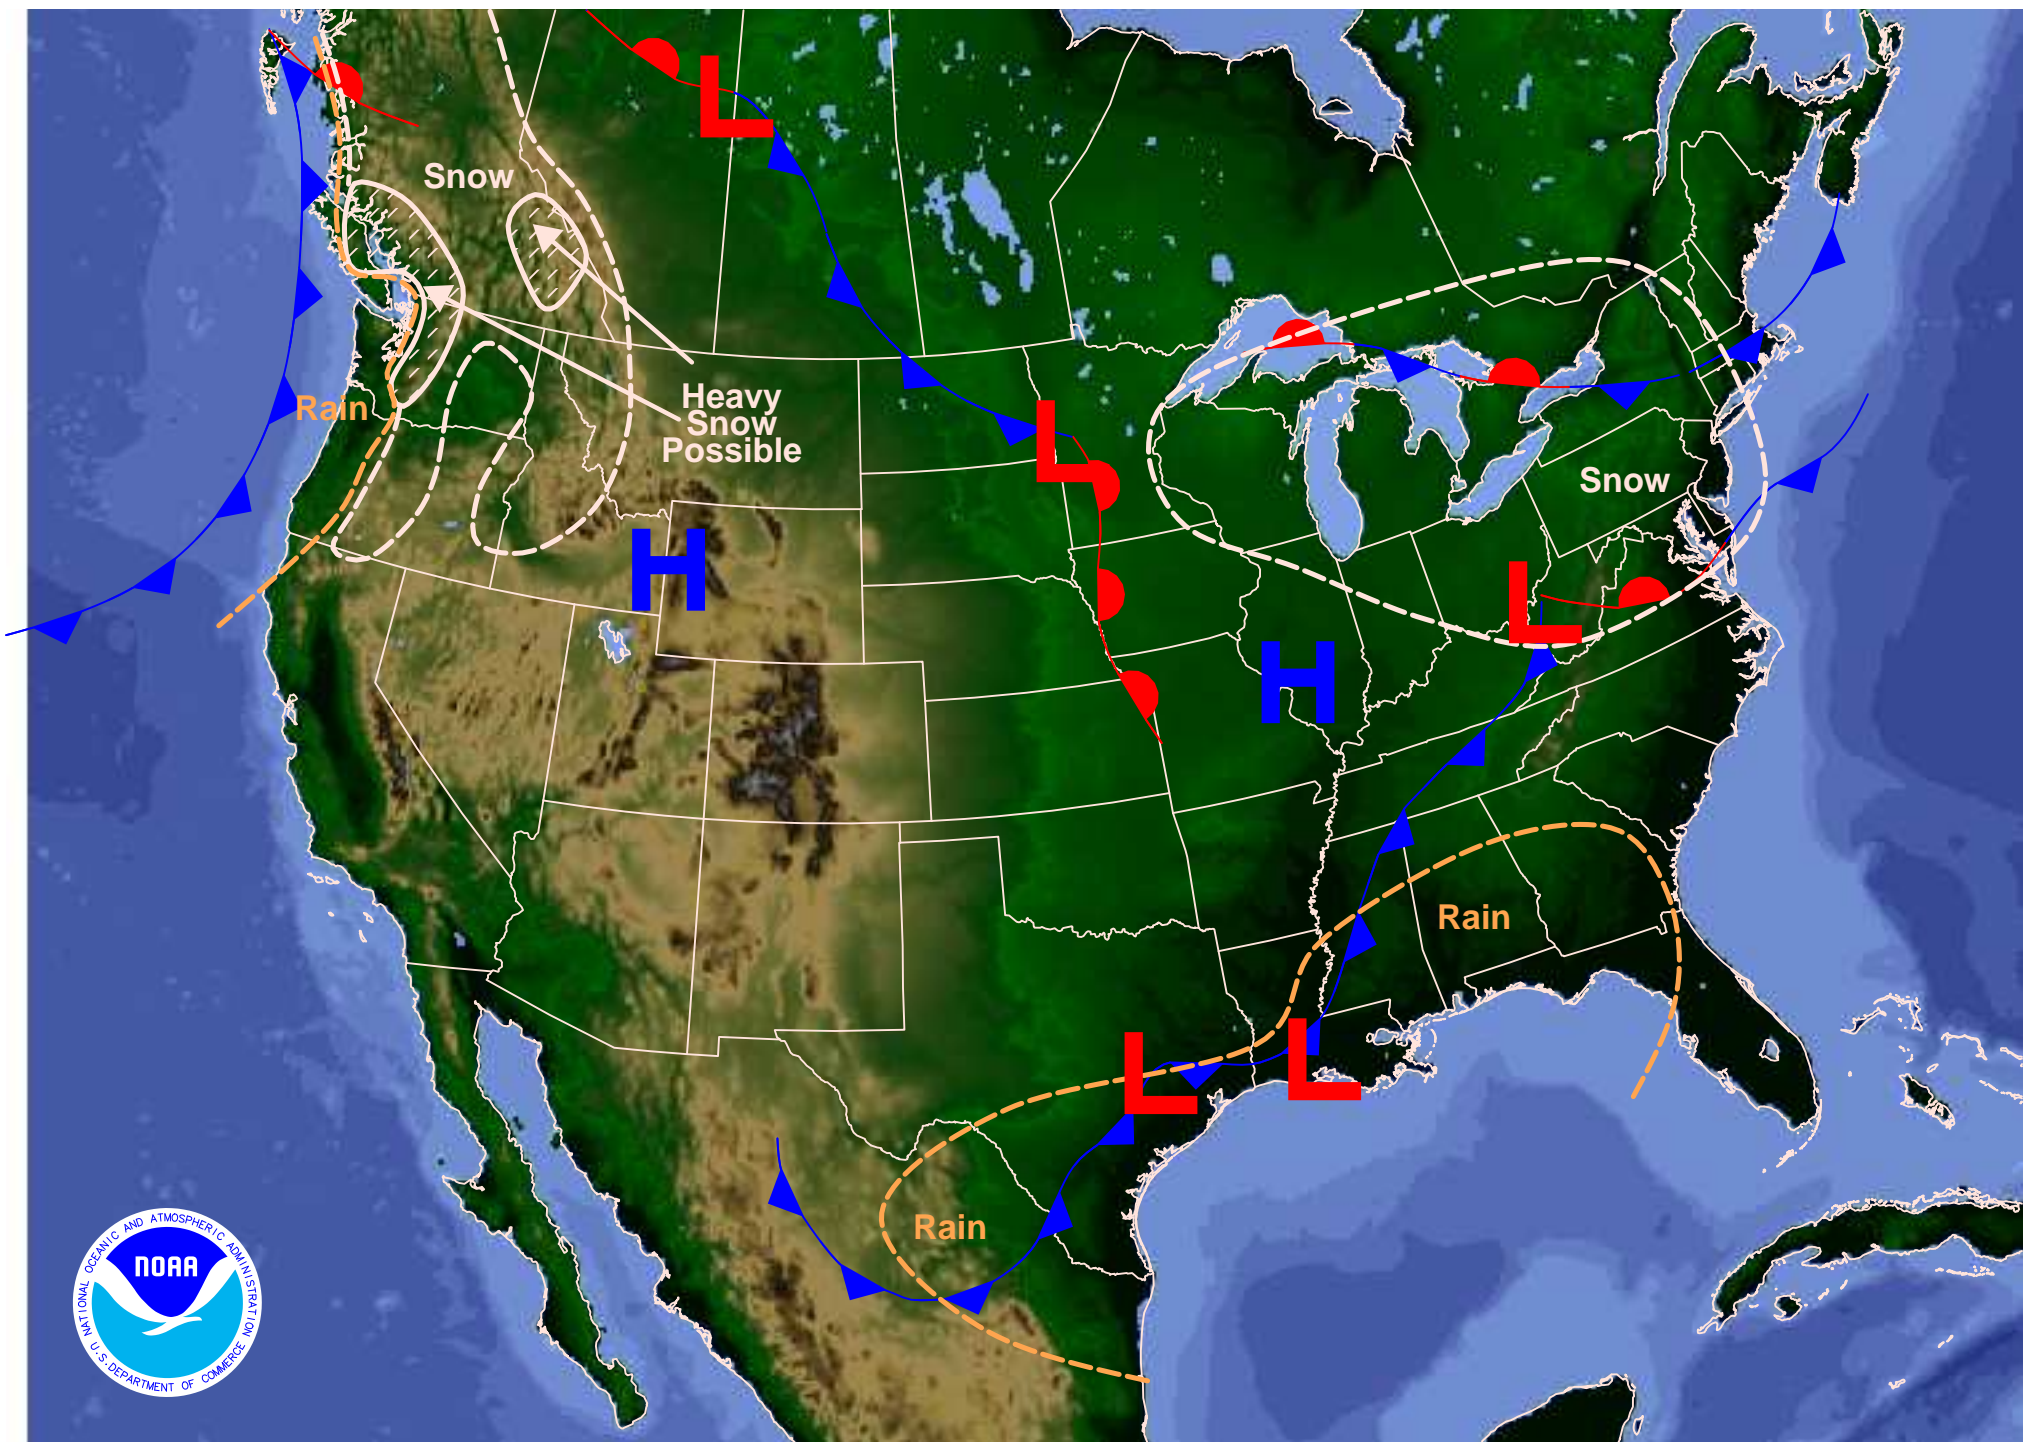 L
Snow
Heavy
Snow
Possible
Rain
L
Snow
H
L
H
Rain
L
L
Rain
NATIONAL OCEANIC AND ATMOSPHERIC ADMINISTRATION
NOAA
U.S. DEPARTMENT OF COMMERCE